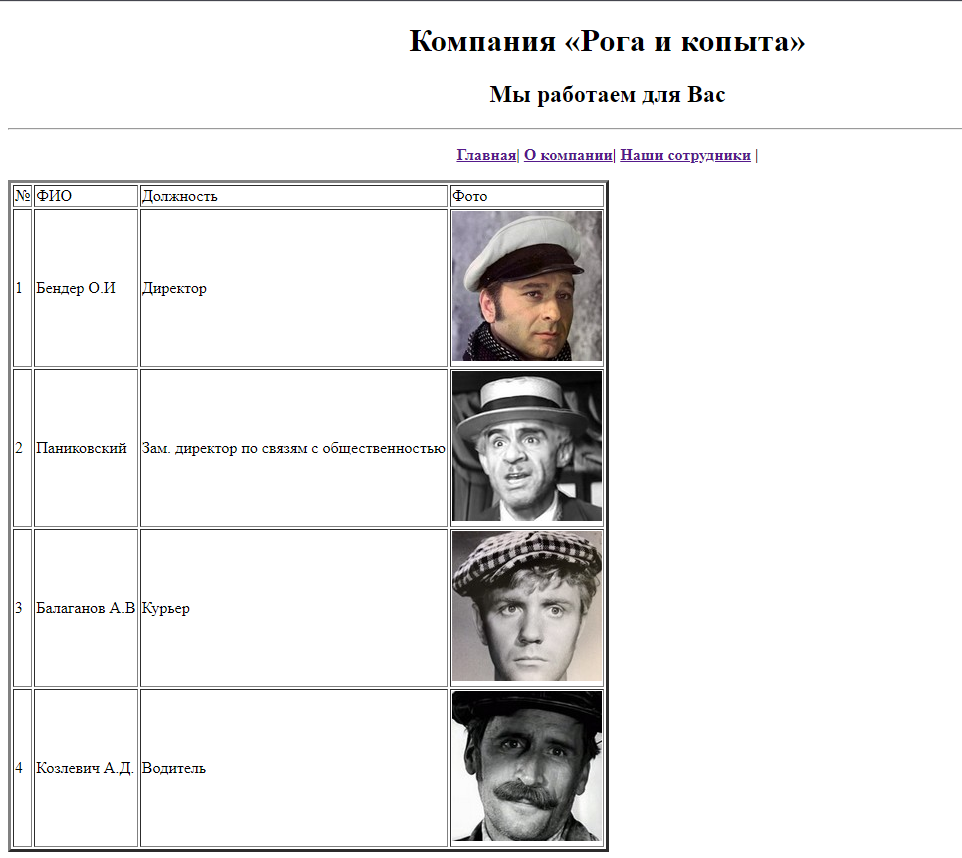 Компания «Рога и копыта»
Мы работаем для Вас
Главная| О компании| Наши сотрудники |
№ ФИО Должность Фото
1 Бендер О.И Директор
2 Паниковский Зам. директор по связям с общественностью
3 Балаганов А.В Курьер
4 Козлевич А.Д. Водитель